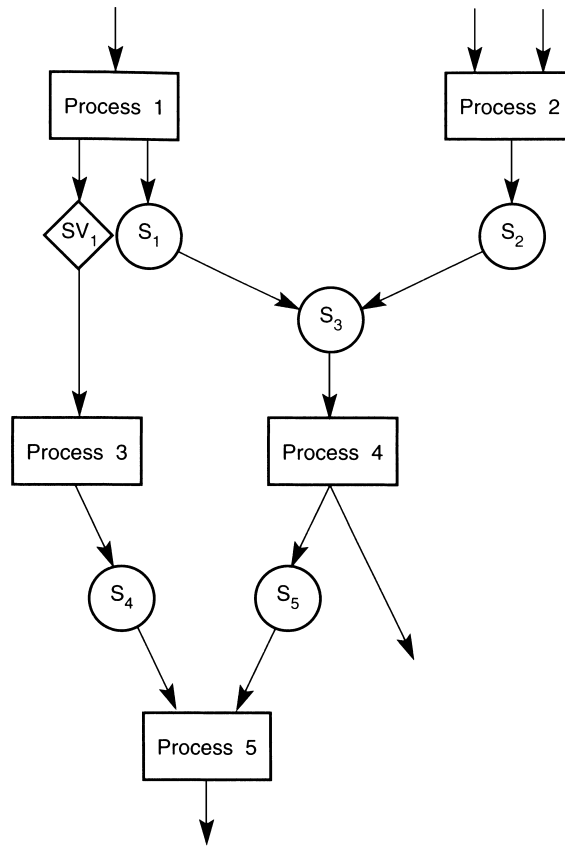 Process 1
Process 2
SV₁
S₁
S₂
S₃
Process 3
Process 4
S₄
S₅
Process 5